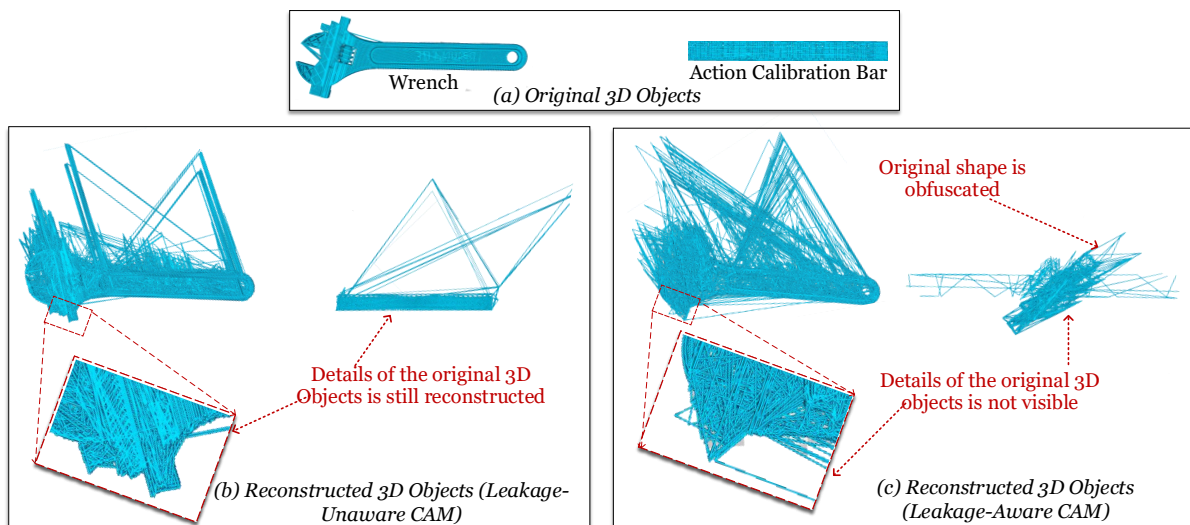 Wrench
Action Calibration Bar
(a) Original 3D Objects
Details of the original 3D
Objects is still reconstructed
(b) Reconstructed 3D Objects (Leakage-
Unaware CAM)
Original shape is
obfuscated
Details of the original 3D
objects is not visible
(c) Reconstructed 3D Objects
(Leakage-Aware CAM)